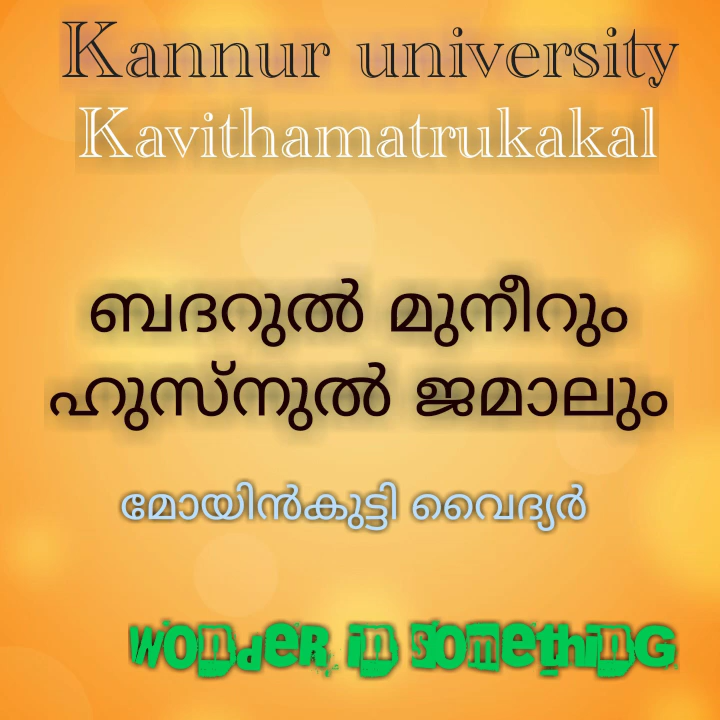 Kannur university
Kavithamatrukakal
ബദറുൽ മുനീറും
ഹുസ്നുൽ ജമാലും
മോയിൻകുട്ടി വൈദ്യർ
WONdeR iN SOMethiNG